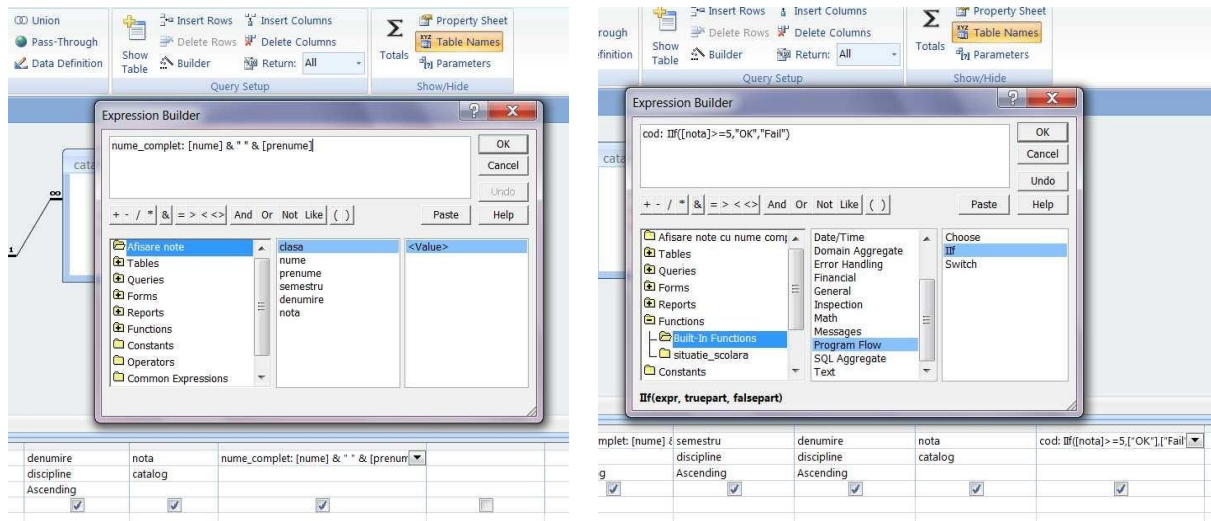 Union
Insert Rows
Insert Columns
Property Sheet
Pass-Through
Delete Rows
Delete Columns
Table Names
Data Definition
Show Table
Builder
Return: All
Totals
Parameters
Query Setup
Show/Hide
Expression Builder
nume_complet: [nume] & " " & [prenume]
OK
Cancel
Undo
+ - / * & = > < <> And Or Not Like ( )
Paste
Help
Afisare note
Tables
Queries
Forms
Reports
Functions
Constants
Operators
Common Expressions
clasa
nume
prenume
semestru
denumire
nota
<Value>
cata
∞
1
denumire nota nume_complet: [nume] & " " & [prenum
discipline catalog
Ascending
Insert Rows
Insert Columns
Property Sheet
rough
Delete Rows
Delete Columns
Table Names
efinition
Show Table
Builder
Return: All
Totals
Parameters
Query Setup
Show/Hide
Expression Builder
cod: IIf([nota]>=5,"OK","Fail")
OK
Cancel
Undo
+ - / * & = > < <> And Or Not Like ( )
Paste
Help
Afisare note cu nume comp
Tables
Queries
Forms
Reports
Functions
Built-In Functions
situatie_scolara
Constants
Date/Time
Domain Aggregate
Error Handling
Financial
General
Inspection
Math
Messages
Program Flow
SQL Aggregate
Text
Choose
IIf
Switch
IIf(expr, truepart, falsepart)
cata
mplet: [nume] & semestru denumire nota cod: IIf([nota]>=5,["OK"],["Fail"
discipline discipline catalog
g Ascending Ascending